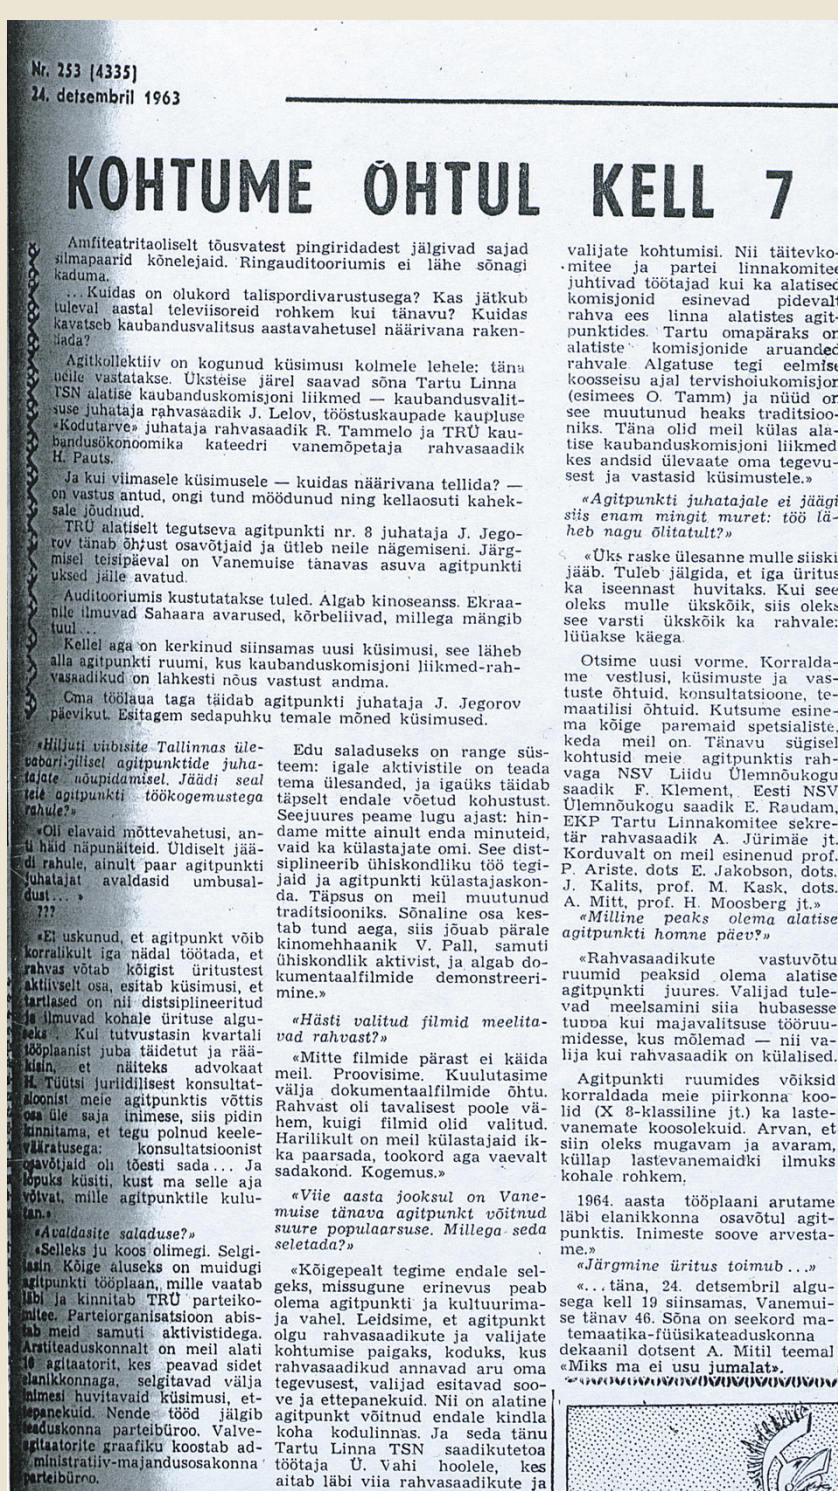 Nr. 253 (4335)
24. detsembril 1963
KOHTUME ÕHTUL KELL 7
Amfiteatritaoliselt tõusvatest pingiridadest jälgivad sajad
silmapaarid kõnelejaid. Ringauditooriumis ei lähe sõnagi
kaduma.
... Kuidas on olukord talispordivarustusega? Kas jätkub
tuleval aastal televiisoreid rohkem kui tänavu? Kuidas
kavatseb kaubandusvalitsus aastavahetusel näärivana raken-
dada?
Agitkollektiiv on kogunud küsimusi kolmele lehele: täna
neile vastatakse. Üksteise järel saavad sõna Tartu Linna
TSN alatise kaubanduskomisjoni liikmed — kaubandusvalit-
suse juhataja rahvasaadik J. Lelov, tööstuskaupade kaupluse
«Kodutarve» juhataja rahvasaadik R. Tammelo ja TRÜ kau-
bandusökonoomika kateedri vanemõpetaja rahvasaadik
H. Pauts.
Ja kui viimasele küsimusele — kuidas näärivana tellida? —
on vastus antud, ongi tund möödunud ning kellaosuti kahek-
sale jõudnud.
TRÜ alatiselt tegutseva agitpunkti nr. 8 juhataja J. Jego-
rov tänab õhtust osavõtjaid ja ütleb neile nägemiseni. Järg-
misel teisipäeval on Vanemuise tänavas asuva agitpunkti
uksed jälle avatud.
Auditooriumis kustutatakse tuled. Algab kinoseanss. Ekraa-
nile ilmuvad Sahaara avarused, kõrbeliivad, millega mängib
tuul ...
Kellel aga on kerkinud siinsamas uusi küsimusi, see läheb
alla agitpunkti ruumi, kus kaubanduskomisjoni liikmed-rah-
vasaadikud on lahkesti nõus vastust andma.
Oma töölaua taga täidab agitpunkti juhataja J. Jegorov
päevikut. Esitagem sedapuhku temale mõned küsimused.
«Hiljuti viibisite Tallinnas üle-
vabariigilisel agitpunktide juha-
tajate nõupidamisel. Jäädi seal
teie agitpunkti töökogemustega
rahule?»
«Oli elavaid mõttevahetusi, an-
ti häid näpunäiteid. Üldiselt jää-
di rahule, ainult paar agitpunkti
juhatajat avaldasid umbusal-
dust ... »
???
«Ei uskunud, et agitpunkt võib
korralikult iga nädal töötada, et
rahvas võtab kõigist üritustest
aktiivselt osa, esitab küsimusi, et
tartlased on nii distsiplineeritud
ja ilmuvad kohale ürituse algu-
seks. Kui tutvustasin kvartali
tööplaanist juba täidetut ja rää-
kisin, et näiteks advokaat
H. Tüütsi juriidilisest konsultat-
sioonist meie agitpunktis võttis
osa üle saja inimese, siis pidin
kinnitama, et tegu polnud keele-
vääratusega: konsultatsioonist
osavõtjaid oli tõesti sada ... Ja
lõpuks küsiti, kust ma selle aja
võtvat, mille agitpunktile kulu-
tan.»
«Avaldasite saladuse?»
«Selleks ju koos olimegi. Selgi-
tasin Kõige aluseks on muidugi
agitpunkti tööplaan, mille vaatab
läbi ja kinnitab TRÜ parteiko-
mitee. Parteiorganisatsioon abis-
tab meid samuti aktivistidega.
Arstiteaduskonnalt on meil alati
10 agitaatorit, kes peavad sidet
elanikkonnaga, selgitavad välja
inimesi huvitavaid küsimusi, et-
tepanekuid. Nende tööd jälgib
teaduskonna parteibüroo. Valve-
agitaatorite graafiku koostab ad-
ministratiiv-majandusosakonna
parteibüroo.
Edu saladuseks on range süs-
teem: igale aktivistile on teada
tema ülesanded, ja igaüks täidab
täpselt endale võetud kohustust.
Seejuures peame lugu ajast: hin-
dame mitte ainult enda minuteid,
vaid ka külastajate omi. See dist-
siplineerib ühiskondliku töö tegi-
jaid ja agitpunkti külastajaskon-
da. Täpsus on meil muutunud
traditsiooniks. Sõnaline osa kes-
tab tund aega, siis jõuab pärale
kinomehhaanik V. Pall, samuti
ühiskondlik aktivist, ja algab do-
kumentaalfilmide demonstreeri-
mine.»
«Hästi valitud filmid meelita-
vad rahvast?»
«Mitte filmide pärast ei käida
meil. Proovisime. Kuulutasime
välja dokumentaalfilmide õhtu.
Rahvast oli tavalisest poole vä-
hem, kuigi filmid olid valitud.
Harilikult on meil külastajaid ik-
ka paarsada, tookord aga vaevalt
sadakond. Kogemus.»
«Viie aasta jooksul on Vane-
muise tänava agitpunkt võitnud
suure populaarsuse. Millega seda
seletada?»
«Kõigepealt tegime endale sel-
geks, missugune erinevus peab
olema agitpunkti ja kultuurima-
ja vahel. Leidsime, et agitpunkt
olgu rahvasaadikute ja valijate
kohtumise paigaks, koduks, kus
rahvasaadikud annavad aru oma
tegevusest, valijad esitavad soo-
ve ja ettepanekuid. Nii on alatine
agitpunkt võitnud endale kindla
koha kodulinnas. Ja seda tänu
Tartu Linna TSN saadikutetoa
töötaja Ü. Vahi hoolele, kes
aitab läbi viia rahvasaadikute ja
valijate kohtumisi. Nii täitevko-
mitee ja partei linnakomitee
juhtivad töötajad kui ka alatised
komisjonid esinevad pidevalt
rahva ees linna alatistes agit-
punktides. Tartu omapäraks on
alatiste komisjonide aruanded
rahvale. Algatuse tegi eelmise
koosseisu ajal tervishoiukomisjon
(esimees O. Tamm) ja nüüd on
see muutunud heaks traditsioo-
niks. Täna olid meil külas ala-
tise kaubanduskomisjoni liikmed
kes andsid ülevaate oma tegevu-
sest ja vastasid küsimustele.»
«Agitpunkti juhatajale ei jäägi
siis enam mingit muret: töö lä-
heb nagu õlitatult?»
«Üks raske ülesanne mulle siiski
jääb. Tuleb jälgida, et iga üritus
ka iseennast huvitaks. Kui see
oleks mulle ükskõik, siis oleks
see varsti ükskõik ka rahvale:
lüüakse käega.
Otsime uusi vorme. Korralda-
me vestlusi, küsimuste ja vas-
tuste õhtuid, konsultatsioone, te-
maatilisi õhtuid. Kutsume esine-
ma kõige paremaid spetsialiste,
keda meil on. Tänavu sügisel
kohtusid meie agitpunktis rah-
vaga NSV Liidu Ülemnõukogu
saadik F. Klement, Eesti NSV
Ülemnõukogu saadik E. Raudam,
EKP Tartu Linnakomitee sekre-
tär rahvasaadik A. Jürimäe jt.
Korduvalt on meil esinenud prof.
P. Ariste, dots E. Jakobson, dots.
J. Kalits, prof. M. Kask, dots.
A. Mitt, prof. H. Moosberg jt.»
«Milline peaks olema alatise
agitpunkti homne päev?»
«Rahvasaadikute vastuvõtu
ruumid peaksid olema alatise
agitpunkti juures. Valijad tule-
vad meelsamini siia hubasesse
tuppa kui majavalitsuse tööruu-
midesse, kus mõlemad — nii va-
lija kui rahvasaadik on külalised.
Agitpunkti ruumides võiksid
korraldada meie piirkonna koo-
lid (X 8-klassiline jt.) ka laste-
vanemate koosolekuid. Arvan, et
siin oleks mugavam ja avaram,
küllap lastevanemaidki ilmuks
kohale rohkem.
1964. aasta tööplaani arutame
läbi elanikkonna osavõtul agit-
punktis. Inimeste soove arvesta-
me.»
«Järgmine üritus toimub ...»
«... täna, 24. detsembril algu-
sega kell 19 siinsamas, Vanemui-
se tänav 46. Sõna on seekord ma-
temaatika-füüsikateaduskonna
dekaanil dotsent A. Mitil teemal
«Miks ma ei usu jumalat».